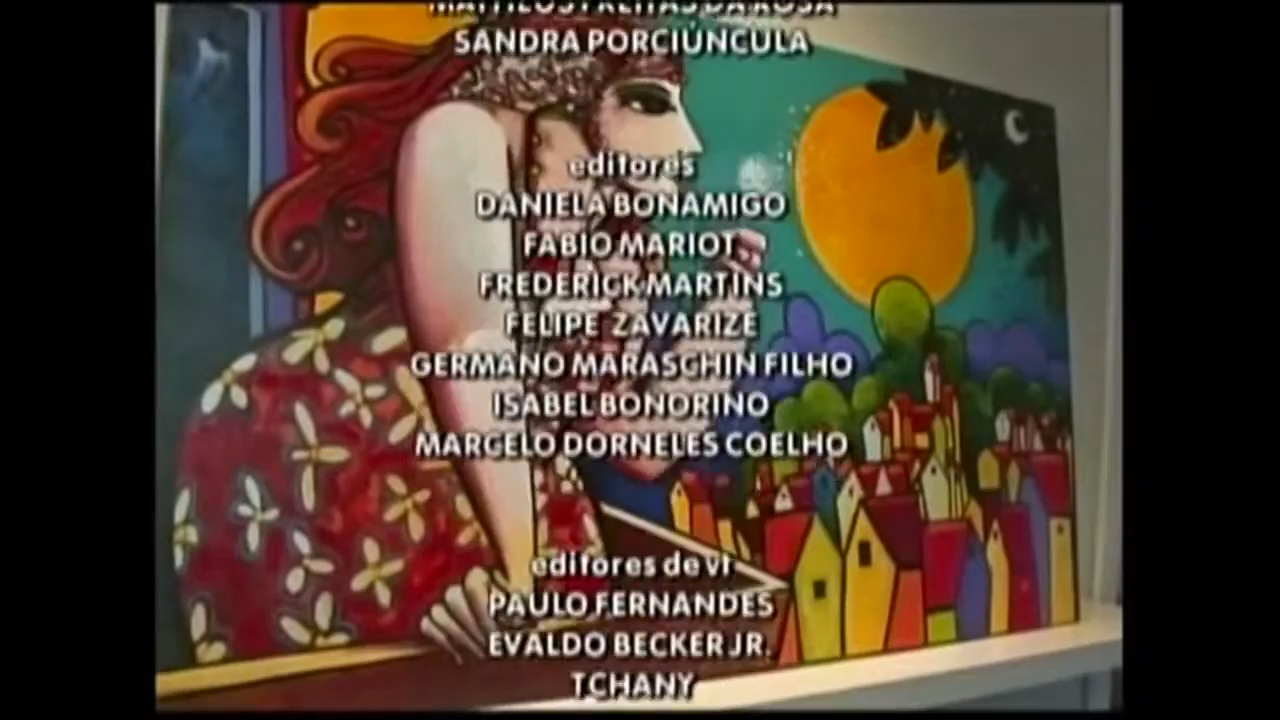 SANDRA PORCIÚNCULA
editores
DANIELA BONAMIGO
FABIO MARIOT
FREDERICK MARTINS
FELIPE ZAVARIZE
GERMANO MARASCHIN FILHO
ISABEL BONORINO
MARCELO DORNELES COELHO
editores de vt
PAULO FERNANDES
EVALDO BECKER JR.
TCHANY